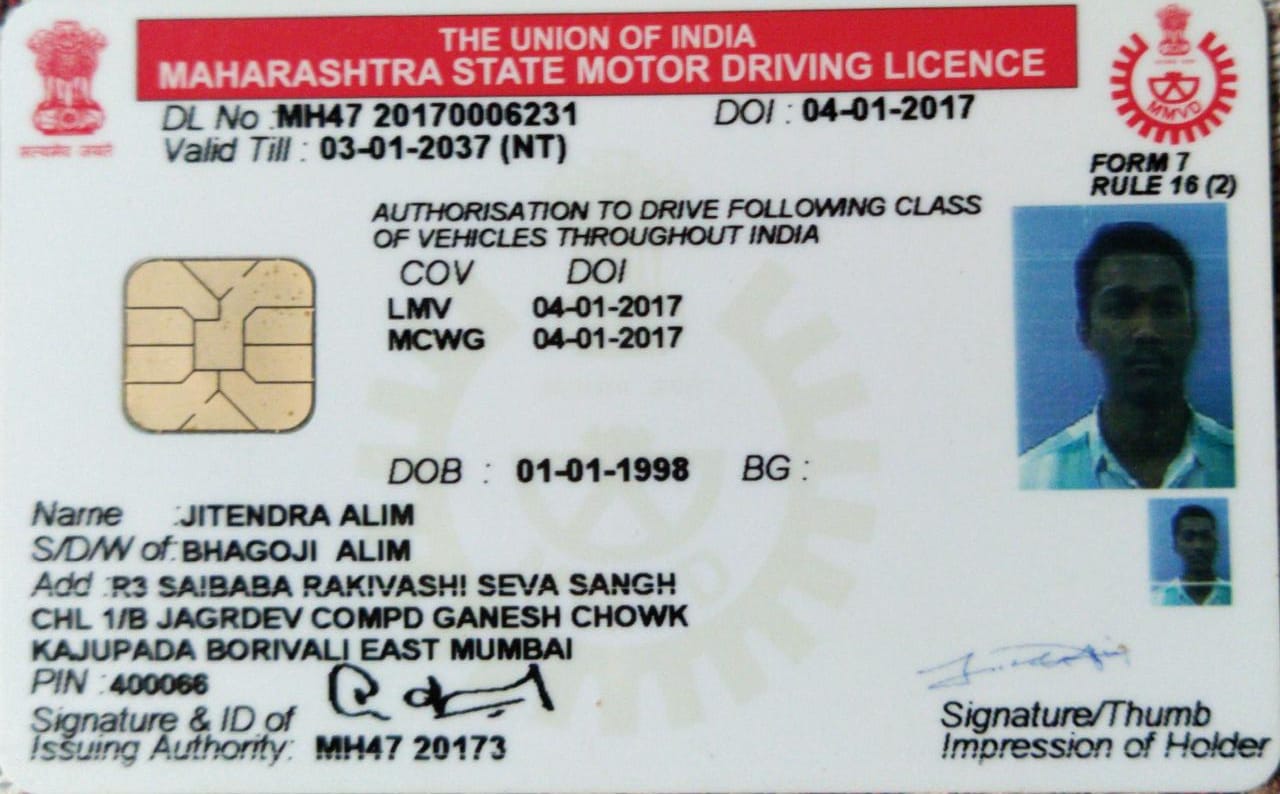 THE UNION OF INDIA
MAHARASHTRA STATE MOTOR DRIVING LICENCE
सत्यमेव जयते
MMVD
DL No : MH47 20170006231 DOI : 04-01-2017
Valid Till : 03-01-2037 (NT)
FORM 7
RULE 16 (2)
AUTHORISATION TO DRIVE FOLLOWING CLASS
OF VEHICLES THROUGHOUT INDIA
COV DOI
LMV 04-01-2017
MCWG 04-01-2017
DOB : 01-01-1998 BG :
Name : JITENDRA ALIM
S/D/W of : BHAGOJI ALIM
Add : R3 SAIBABA RAKIVASHI SEVA SANGH
CHL 1/B JAGRDEV COMPD GANESH CHOWK
KAJUPADA BORIVALI EAST MUMBAI
PIN : 400066
Signature & ID of
Issuing Authority: MH47 20173
Signature/Thumb
Impression of Holder